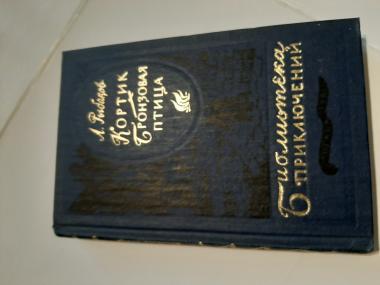 А. Рыбаков
КОРТИК
БРОНЗОВАЯ
ПТИЦА
Библиотека
ПРИКЛЮЧЕНИЙ